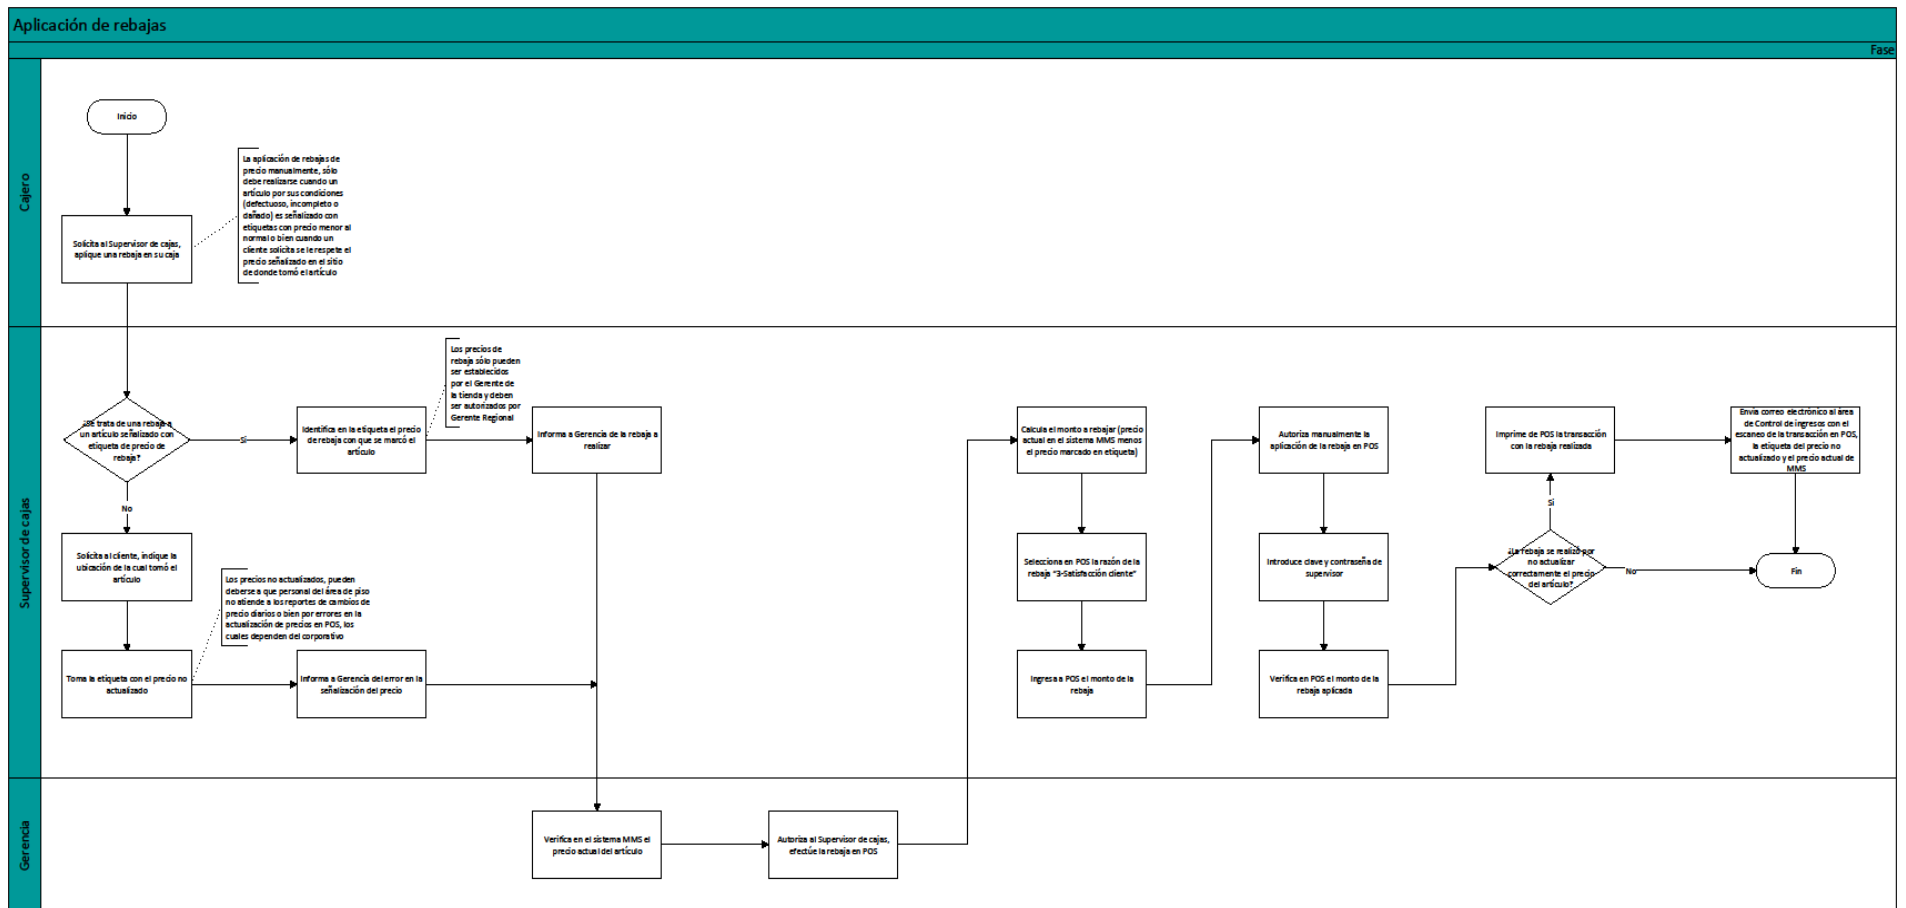 Aplicación de rebajas
Fase
Cajero
Inicio
Solicita al Supervisor de cajas,
aplique una rebaja en su caja
La aplicación de rebajas de
precio manualmente, sólo
debe realizarse cuando un
artículo por sus condiciones
(defectuoso, incompleto o
dañado) es señalizado con
etiquetas con precio menor al
normal o bien cuando un
cliente solicita se le respete el
precio señalizado en el sitio
de donde tomó el artículo
Supervisor de cajas
¿Se trata de una rebaja a
un artículo señalizado con
etiqueta de precio de
rebaja?
Sí
No
Identifica en la etiqueta el precio
de rebaja con que se marcó el
artículo
Los precios de
rebaja sólo pueden
ser establecidos
por el Gerente de
la tienda y deben
ser autorizados por
Gerente Regional
Informa a Gerencia de la rebaja a
realizar
Solicita al cliente, indique la
ubicación de la cual tomó el
artículo
Toma la etiqueta con el precio no
actualizado
Los precios no actualizados, pueden
deberse a que personal del área de piso
no atiende a los reportes de cambios de
precio diarios o bien por errores en la
actualización de precios en POS, los
cuales dependen del corporativo
Informa a Gerencia del error en la
señalización del precio
Calcula el monto a rebajar (precio
actual en el sistema MMS menos
el precio marcado en etiqueta)
Selecciona en POS la razón de la
rebaja "3-Satisfacción cliente"
Ingresa a POS el monto de la
rebaja
Autoriza manualmente la
aplicación de la rebaja en POS
Introduce clave y contraseña de
supervisor
Verifica en POS el monto de la
rebaja aplicada
¿La rebaja se realizó por
no actualizar
correctamente el precio
del artículo?
Sí
No
Imprime de POS la transacción
con la rebaja realizada
Envía correo electrónico al área
de Control de ingresos con el
escaneo de la transacción en POS,
la etiqueta del precio no
actualizado y el precio actual de
MMS
Fin
Gerencia
Verifica en el sistema MMS el
precio actual del artículo
Autoriza al Supervisor de cajas,
efectúe la rebaja en POS